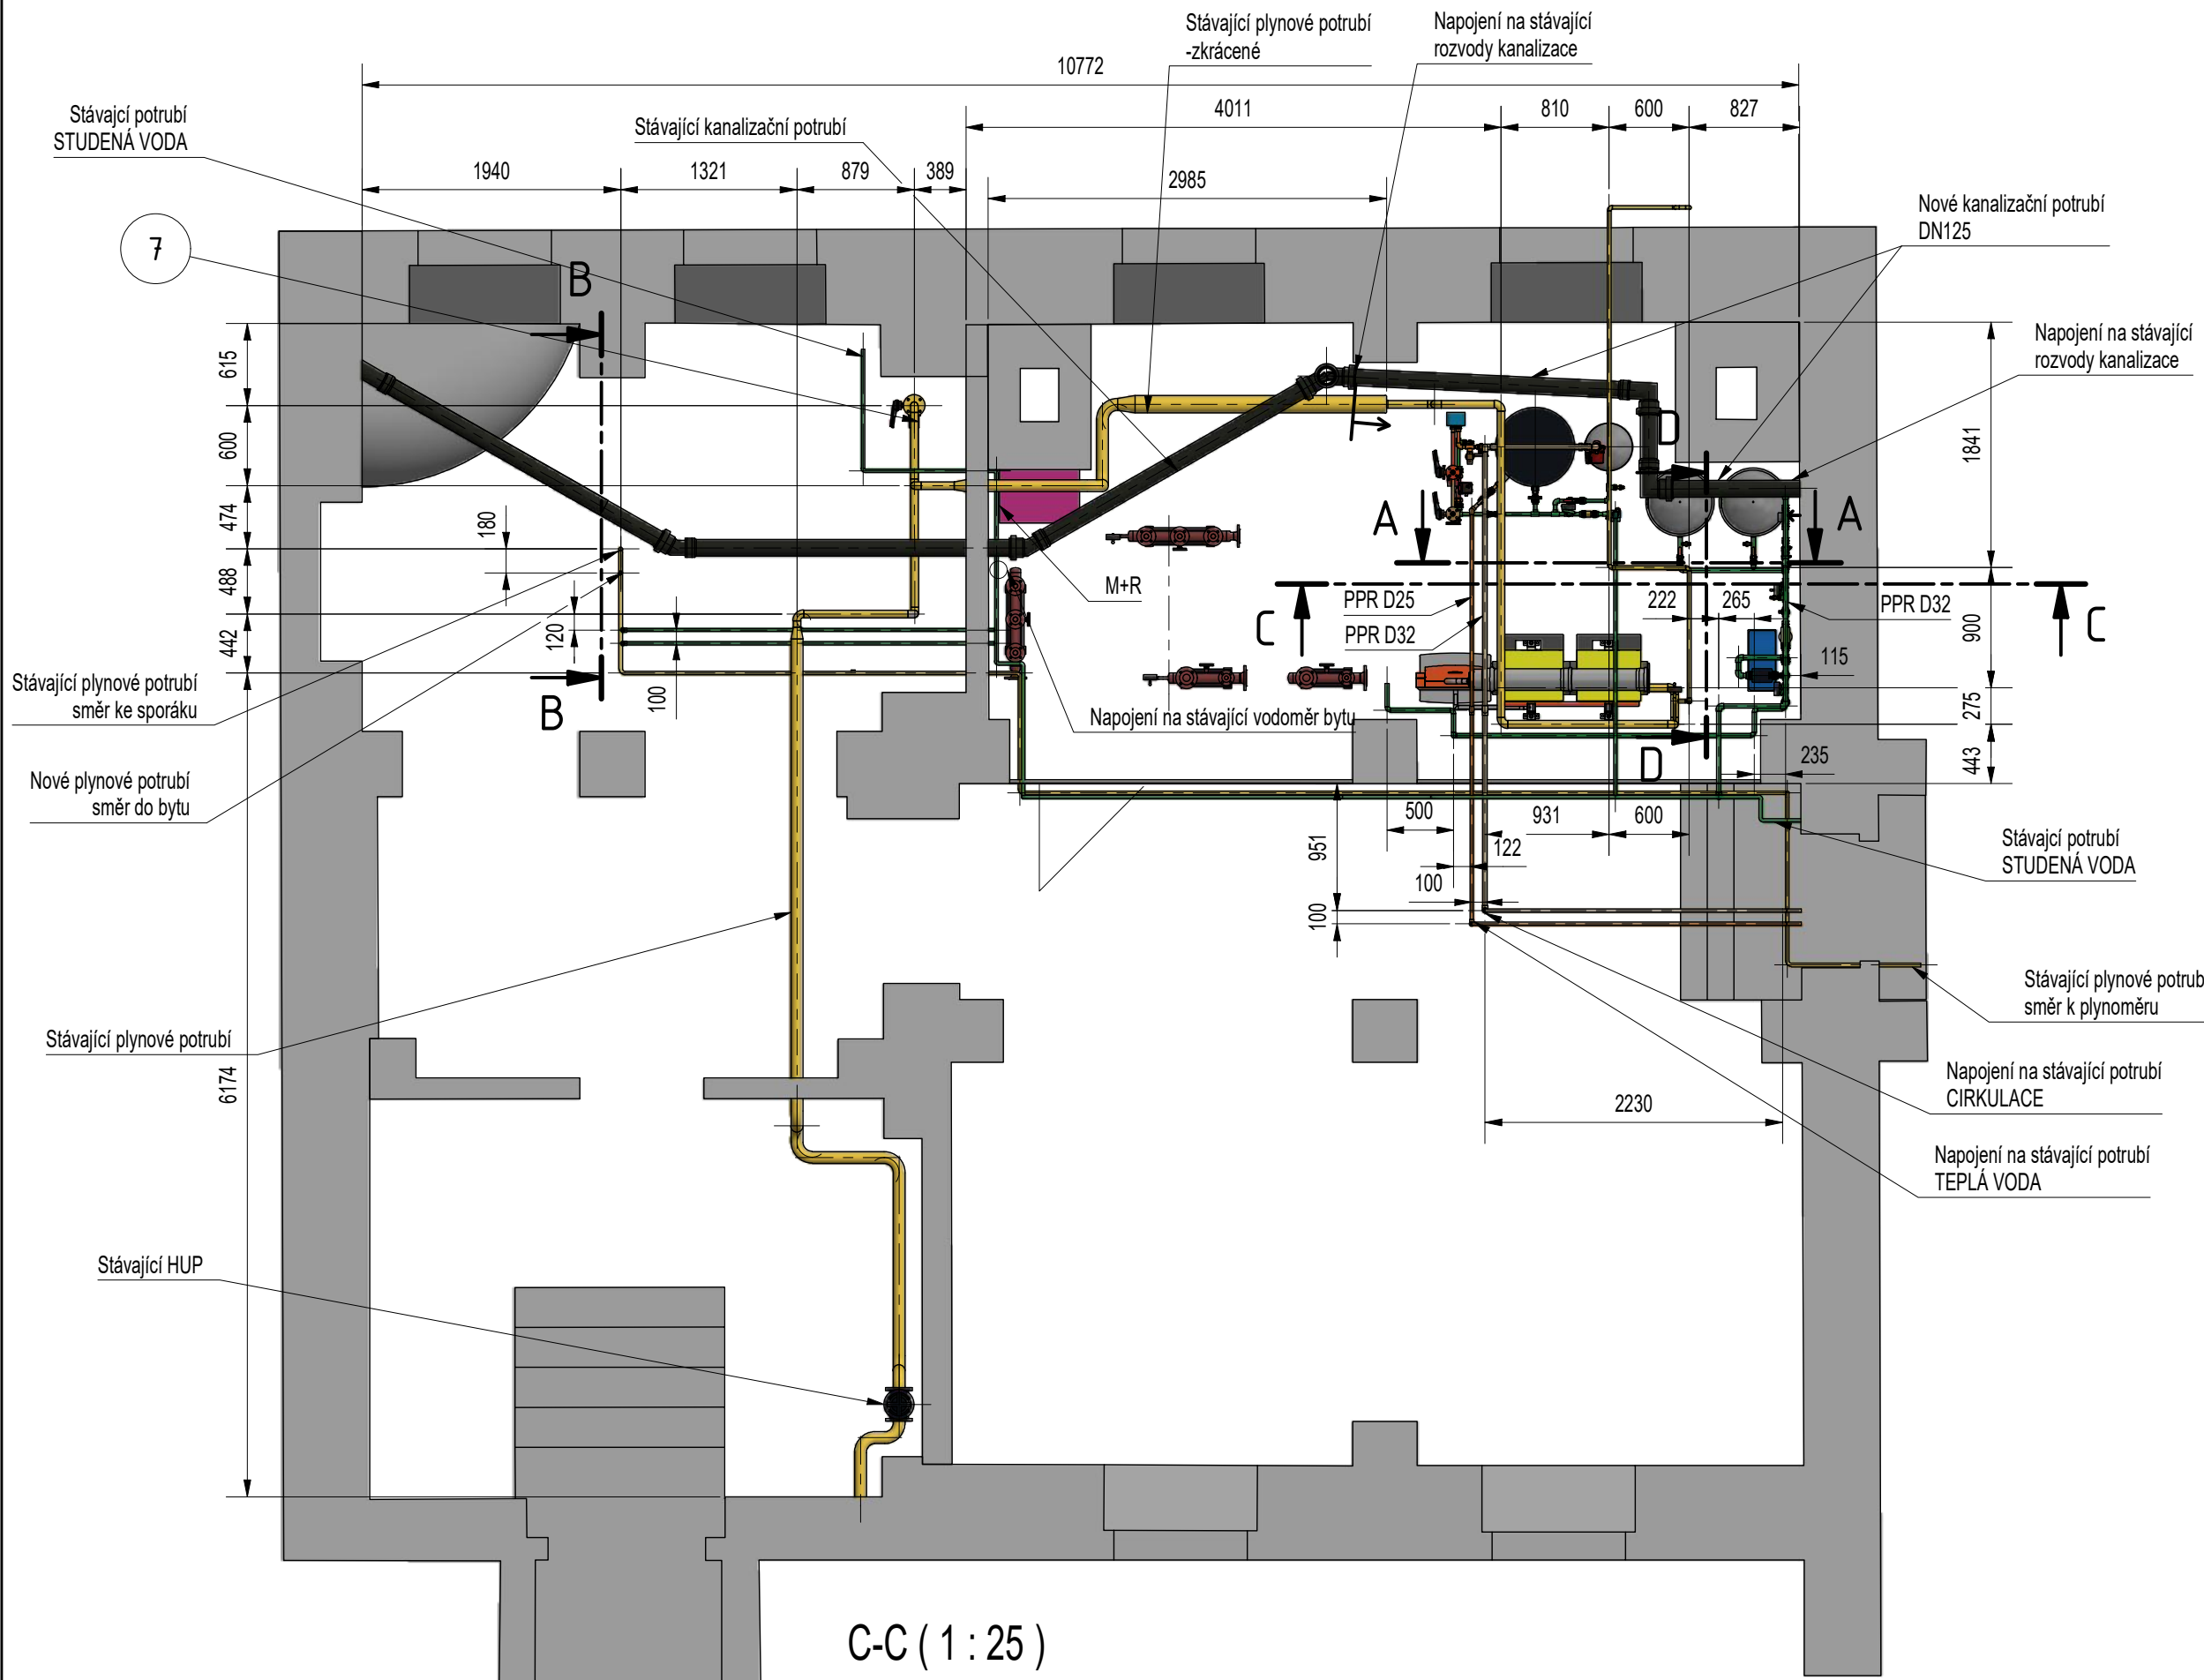 Stávající plynové potrubí
-zkrácené
Napojení na stávající
rozvody kanalizace
10772
Stávajcí potrubí
STUDENÁ VODA
Stávající kanalizační potrubí
4011
810
600
827
1940
1321
879
389
2985
Nové kanalizační potrubí
DN125
7
B
Napojení na stávající
rozvody kanalizace
615
600
474
488
442
180
120
100
1841
D
A
A
M+R
PPR D25
PPR D32
C
222
265
PPR D32
C
900
115
275
443
Stávající plynové potrubí
směr ke sporáku
B
Napojení na stávající vodoměr bytu
D
235
Nové plynové potrubí
směr do bytu
500
931
600
951
122
100
100
Stávajcí potrubí
STUDENÁ VODA
Stávající plynové potrub
směr k plynoměru
Stávající plynové potrubí
6174
Napojení na stávající potrubí
CIRKULACE
2230
Napojení na stávající potrubí
TEPLÁ VODA
Stávající HUP
C-C ( 1 : 25 )